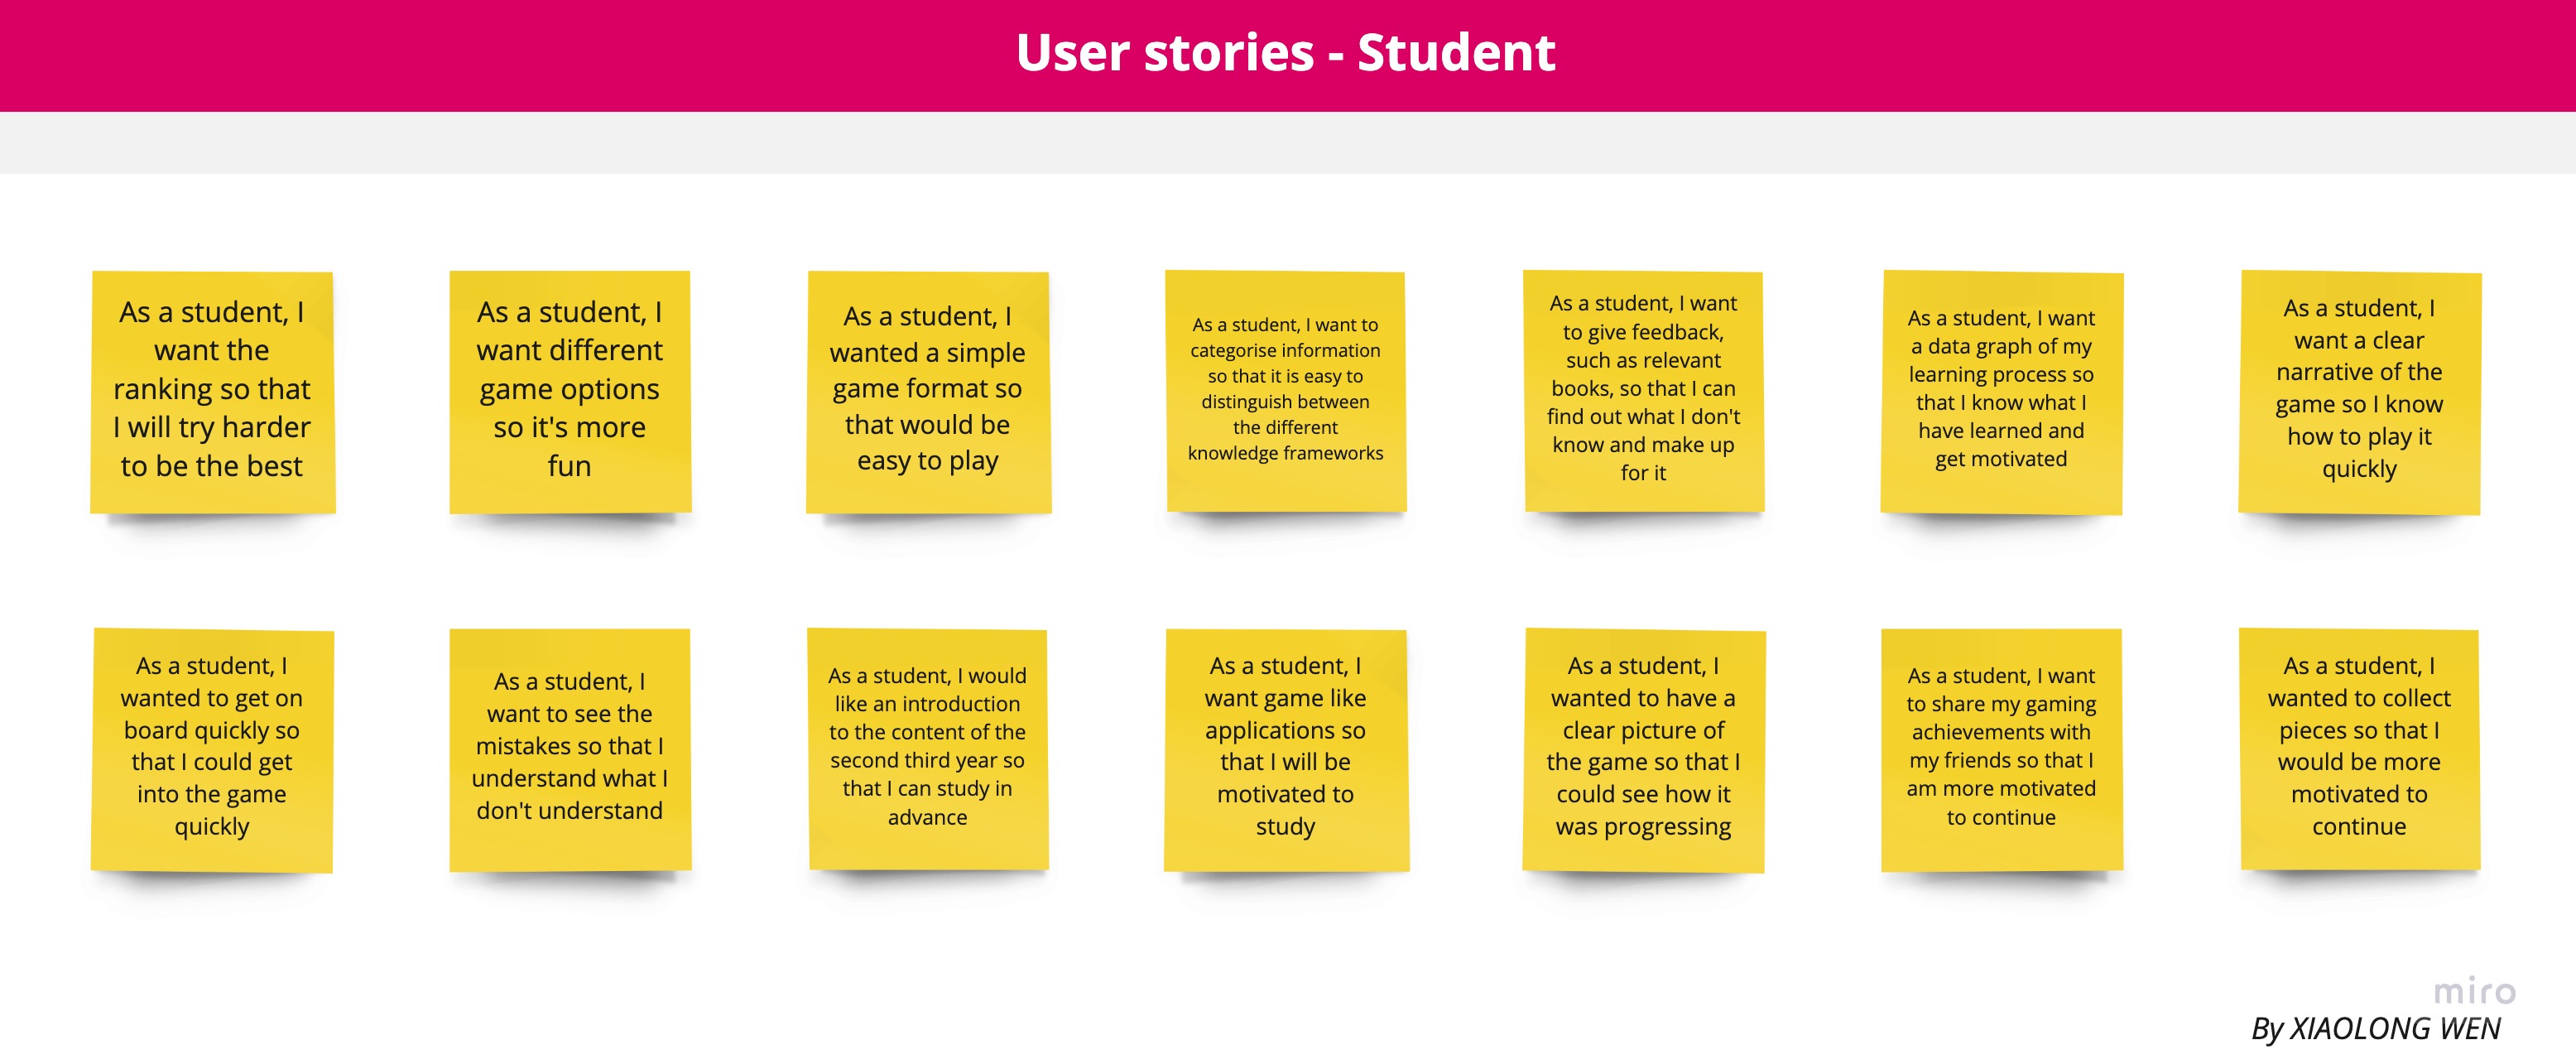 User stories - Student
As a student, I
want the
ranking so that
I will try harder
to be the best
As a student, I
want different
game options
so it's more
fun
As a student, I
wanted a simple
game format so
that would be
easy to play
As a student, I want to
categorise information
so that it is easy to
distinguish between
the different
knowledge frameworks
As a student, I want
to give feedback,
such as relevant
books, so that I can
find out what I don't
know and make up
for it
As a student, I want
a data graph of my
learning process so
that I know what I
have learned and
get motivated
As a student, I
want a clear
narrative of the
game so I know
how to play it
quickly
As a student, I
wanted to get on
board quickly so
that I could get
into the game
quickly
As a student, I
want to see the
mistakes so that I
understand what I
don't understand
As a student, I would
like an introduction
to the content of the
second third year so
that I can study in
advance
As a student, I
want game like
applications so
that I will be
motivated to
study
As a student, I
wanted to have a
clear picture of
the game so that I
could see how it
was progressing
As a student, I want
to share my gaming
achievements with
my friends so that I
am more motivated
to continue
As a student, I
wanted to collect
pieces so that I
would be more
motivated to
continue
miro
By XIAOLONG WEN